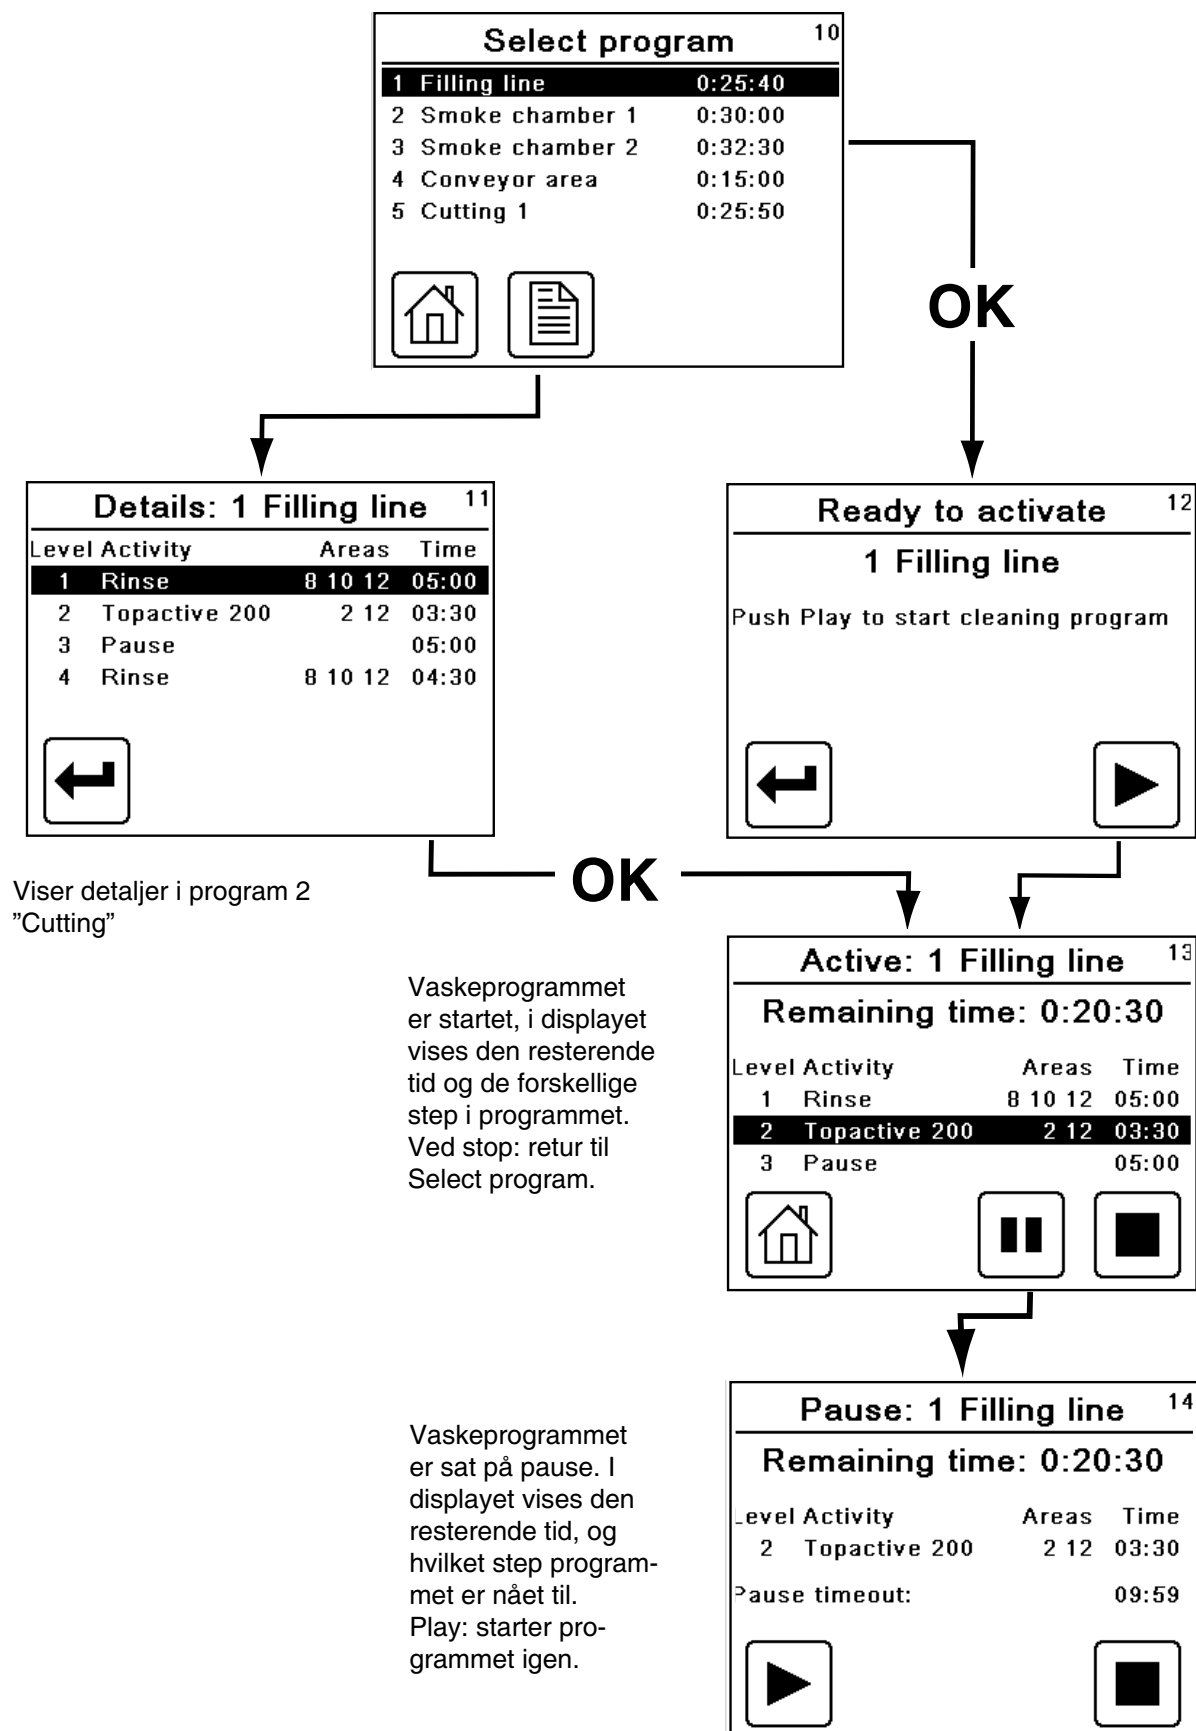 Select program 10
1 Filling line 0:25:40
2 Smoke chamber 1 0:30:00
3 Smoke chamber 2 0:32:30
4 Conveyor area 0:15:00
5 Cutting 1 0:25:50
OK
Details: 1 Filling line 11
Level Activity Areas Time
1 Rinse 8 10 12 05:00
2 Topactive 200 2 12 03:30
3 Pause 05:00
4 Rinse 8 10 12 04:30
Ready to activate 12
1 Filling line
Push Play to start cleaning program
OK
Viser detaljer i program 2
”Cutting”
Vaskeprogrammet
er startet, i displayet
vises den resterende
tid og de forskellige
step i programmet.
Ved stop: retur til
Select program.
Active: 1 Filling line 13
Remaining time: 0:20:30
Level Activity Areas Time
1 Rinse 8 10 12 05:00
2 Topactive 200 2 12 03:30
3 Pause 05:00
Vaskeprogrammet
er sat på pause. I
displayet vises den
resterende tid, og
hvilket step program-
met er nået til.
Play: starter pro-
grammet igen.
Pause: 1 Filling line 14
Remaining time: 0:20:30
Level Activity Areas Time
2 Topactive 200 2 12 03:30
Pause timeout: 09:59